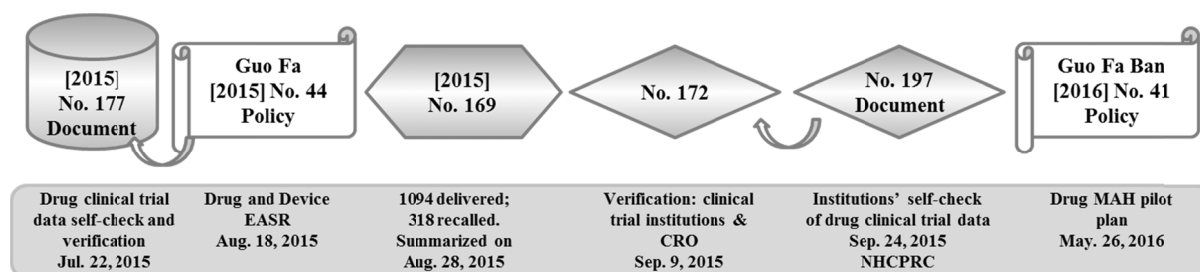 [2015]
No. 177
Document
Guo Fa
[2015] No. 44
Policy
[2015]
No. 169
No. 172
No. 197
Document
Guo Fa Ban
[2016] No. 41
Policy
Drug clinical trial
data self-check and
verification
Jul. 22, 2015
Drug and Device
EASR
Aug. 18, 2015
1094 delivered;
318 recalled.
Summarized on
Aug. 28, 2015
Verification: clinical
trial institutions &
CRO
Sep. 9, 2015
Institutions' self-check
of drug clinical trial data
Sep. 24, 2015
NHCPRC
Drug MAH pilot
plan
May. 26, 2016